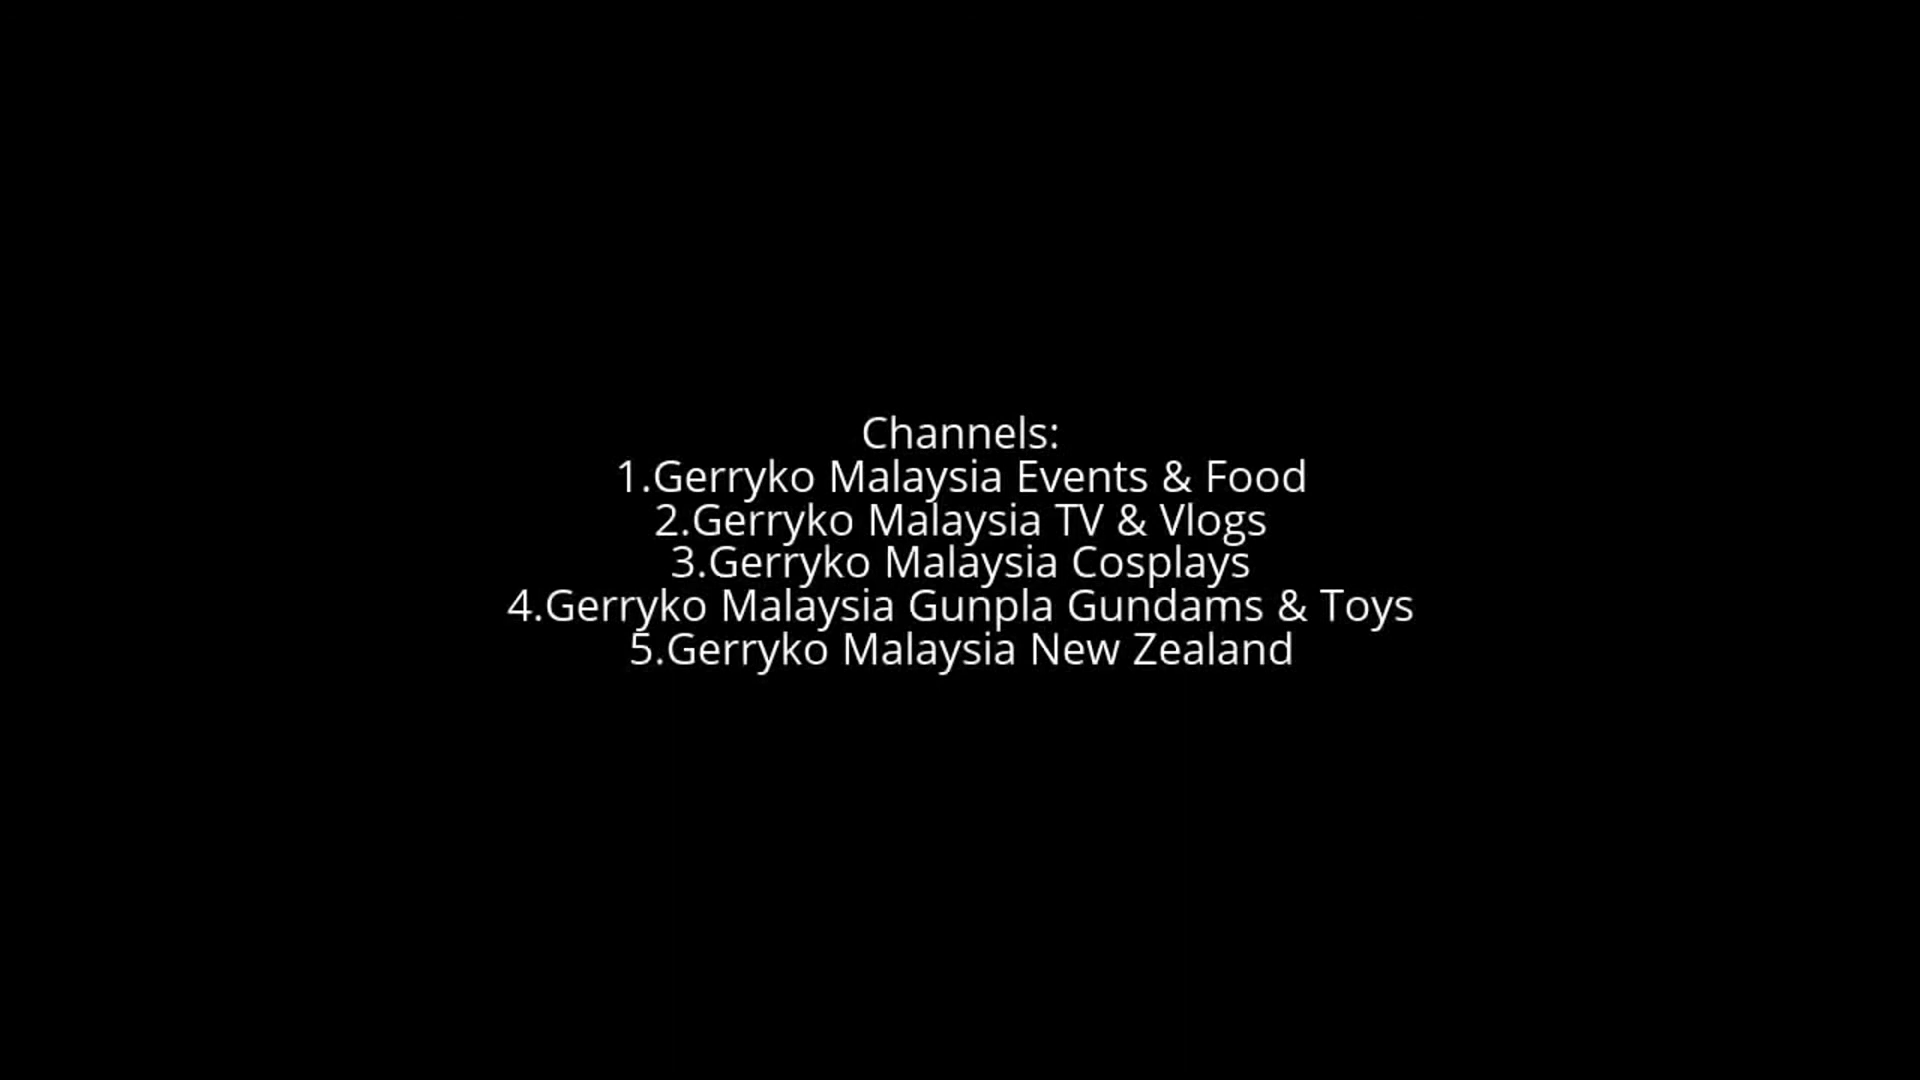 Channels:
1.Gerryko Malaysia Events & Food
2.Gerryko Malaysia TV & Vlogs
3.Gerryko Malaysia Cosplays
4.Gerryko Malaysia Gunpla Gundams & Toys
5.Gerryko Malaysia New Zealand